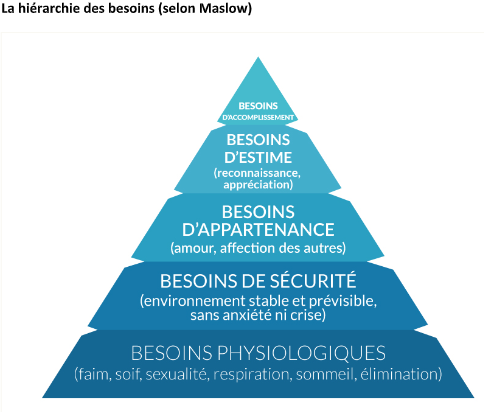 La hiérarchie des besoins (selon Maslow)
BESOINS
D'ACCOMPLISSEMENT
BESOINS
D'ESTIME
(reconnaissance,
appréciation)
BESOINS
D'APPARTENANCE
(amour, affection des autres)
BESOINS DE SÉCURITÉ
(environnement stable et prévisible,
sans anxiété ni crise)
BESOINS PHYSIOLOGIQUES
(faim, soif, sexualité, respiration, sommeil, élimination)